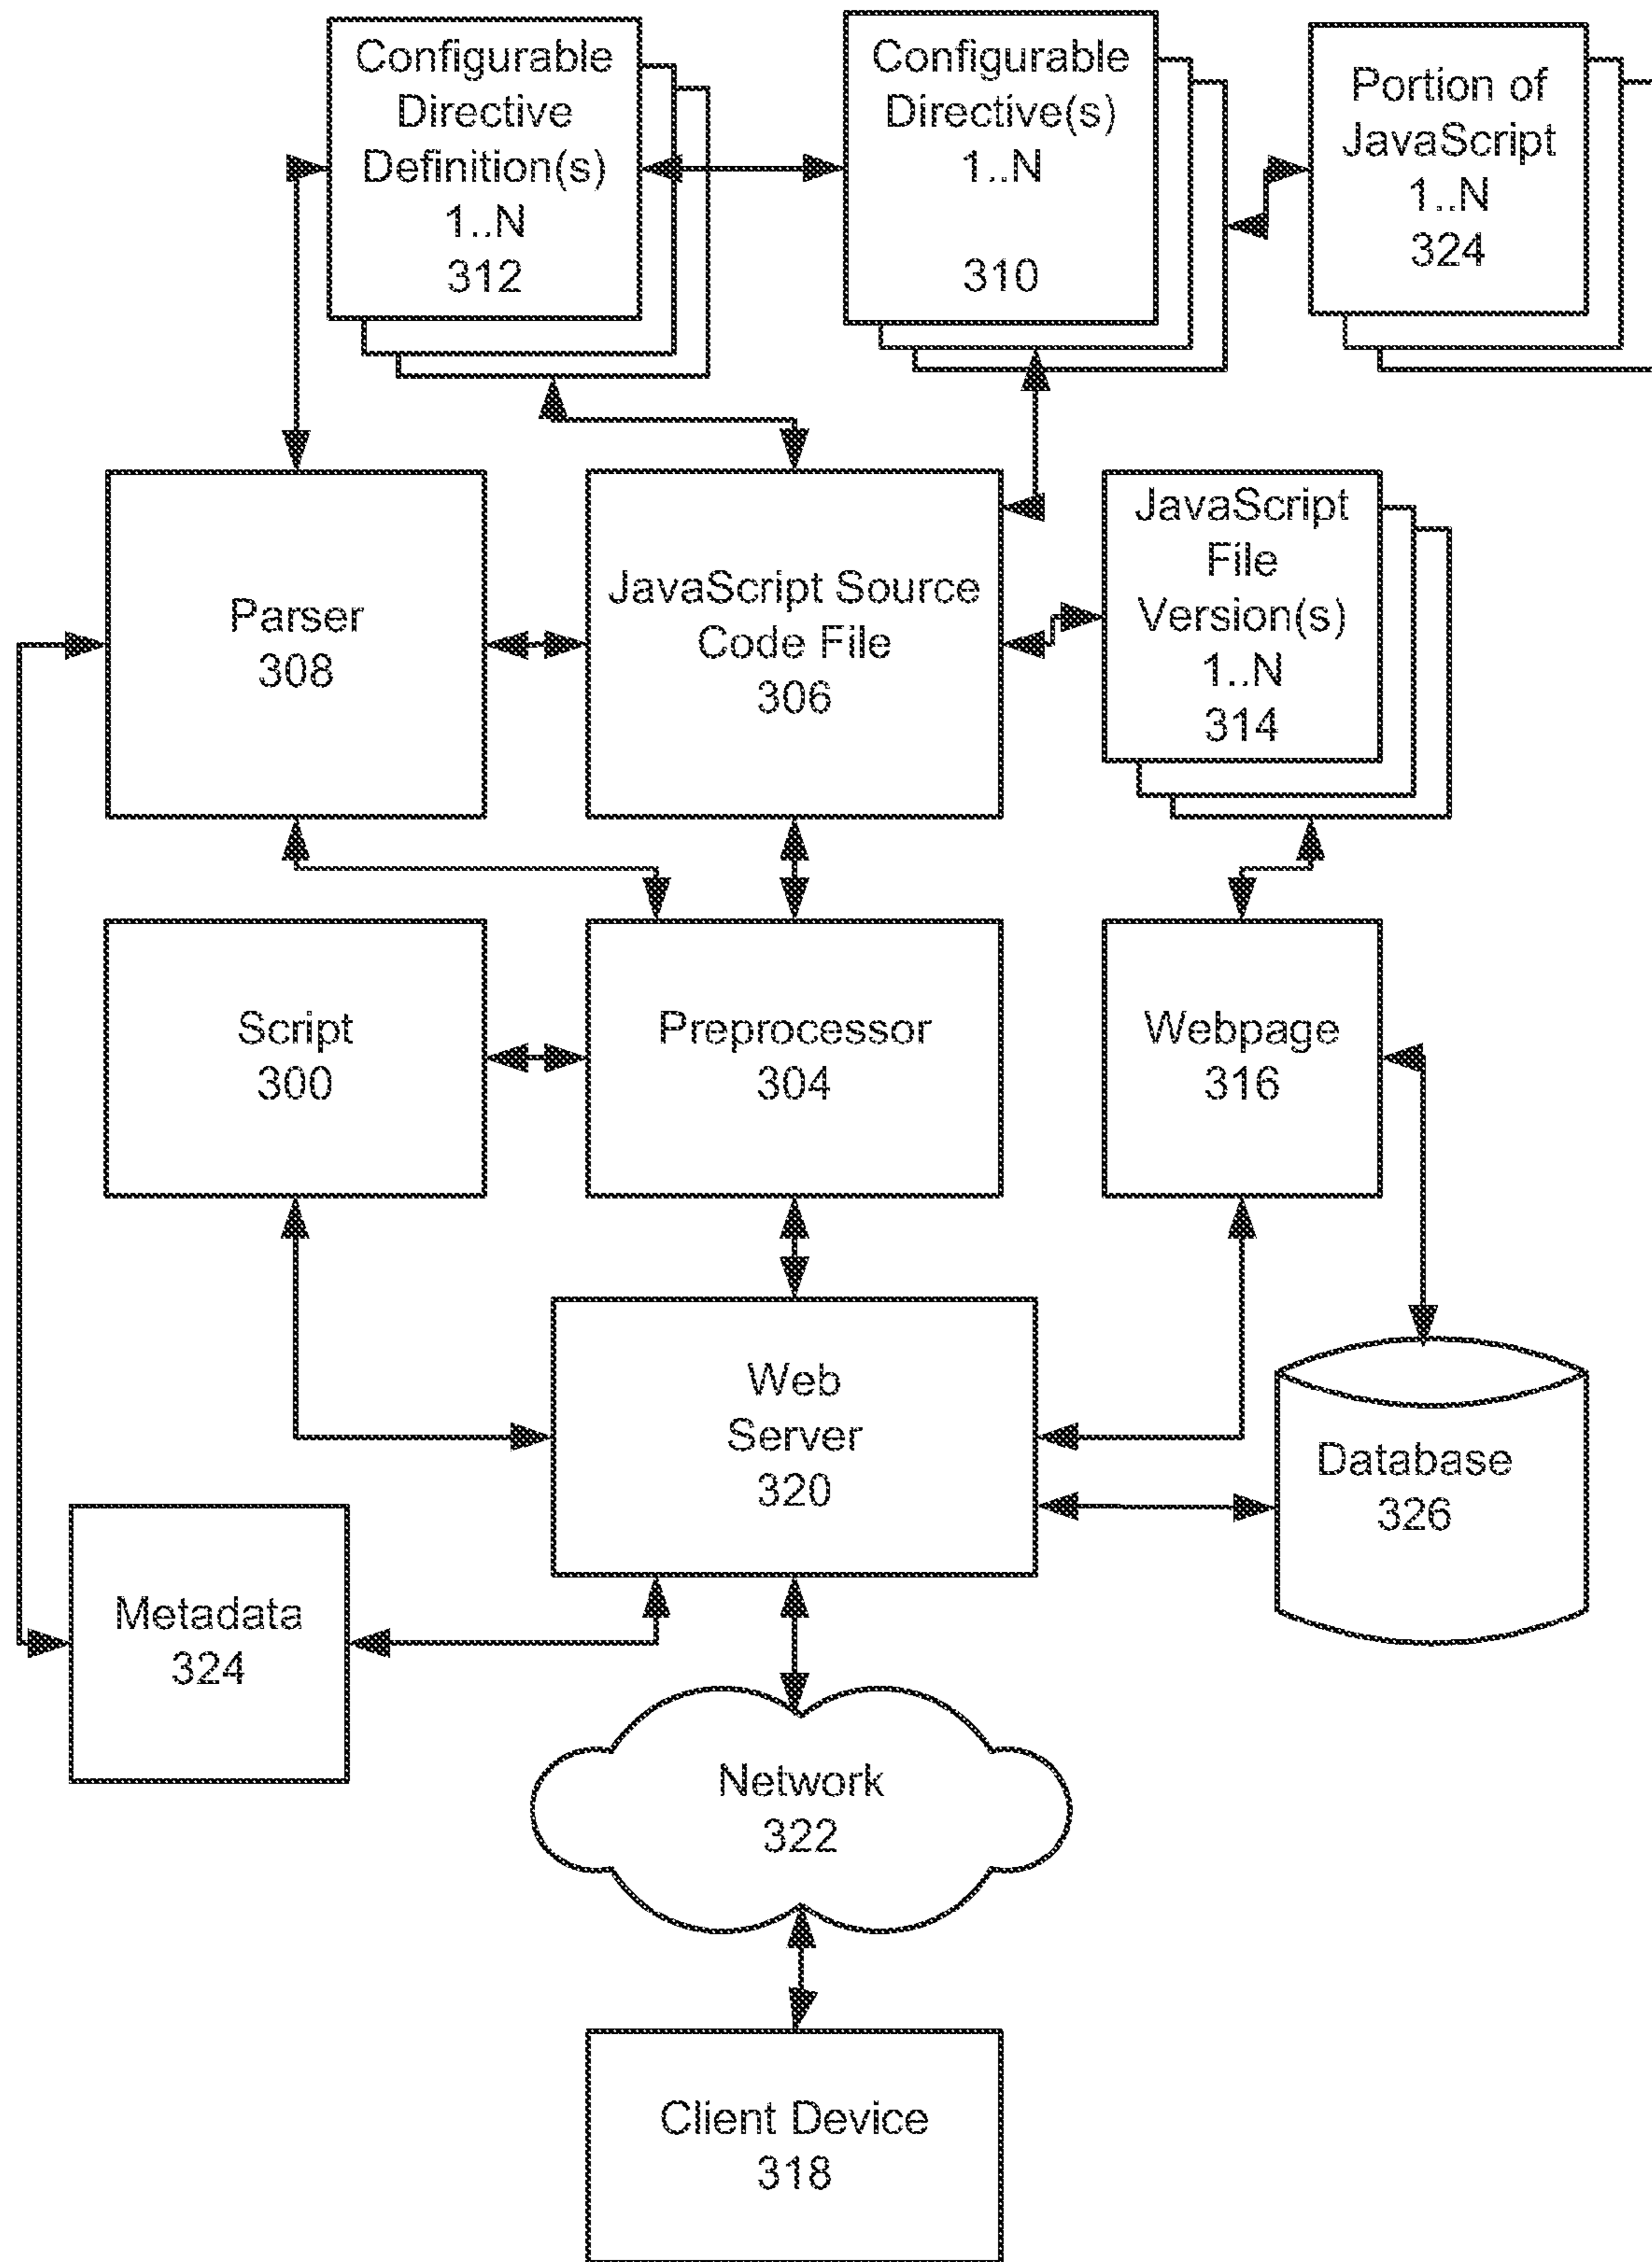 Configurable
Directive
Definition(s)
1..N
312
Configurable
Directive(s)
1..N
310
Portion of
JavaScript
1..N
324
Parser
308
JavaScript Source
Code File
306
JavaScript
File
Version(s)
1..N
314
Script
300
Preprocessor
304
Webpage
316
Web
Server
320
Database
326
Metadata
324
Network
322
Client Device
318